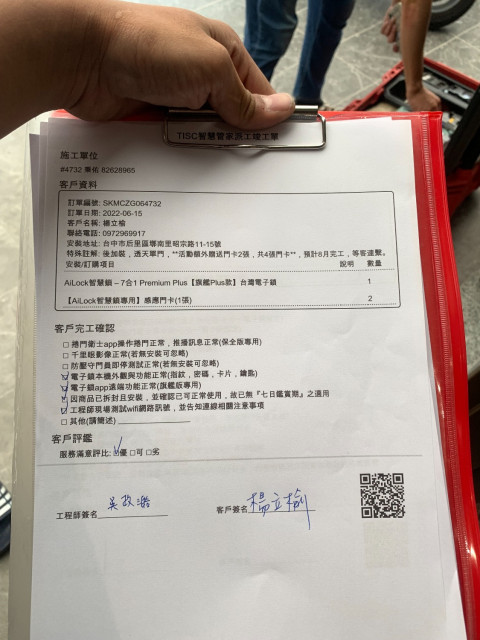 TISC智慧管家派工竣工單
施工單位
#4732 秉佑 82628965
客戶資料
訂單編號: SKMCZG064732
訂單日期: 2022-06-15
客戶名稱: 楊立榆
聯絡電話: 0972969917
安裝地址: 台中市后里區墩南里昭宗路11-15號
特殊註解: 後加裝，透天單門，**活動額外贈送門卡2張，共4張門卡**，預計8月完工，等客連繫。
安裝/訂購項目 說明 數量
AiLock智慧鎖 – 7合1 Premium Plus【旗艦Plus款】台灣電子鎖 1
【AiLock智慧鎖專用】感應門卡(1張) 2
客戶完工確認
□ 捲門衛士app操作捲門正常，推播訊息正常(保全版專用)
□ 千里眼影像正常(若無安裝可忽略)
□ 防壓守門員即停測試正常(若無安裝可忽略)
□ 電子鎖本機外觀與功能正常(指紋，密碼，卡片，鑰匙)
□ 電子鎖app遠端功能正常(旗艦版專用)
□ 因商品已拆封且安裝，並確認已可正常使用，故已無『七日鑑賞期』之適用
□ 工程師現場測試wifi網路訊號，並告知連線相關注意事項
□ 其他(請簡述)
客戶評鑑
服務滿意評比: □優 □可 □劣
工程師簽名 吳政
客戶簽名 楊立榆